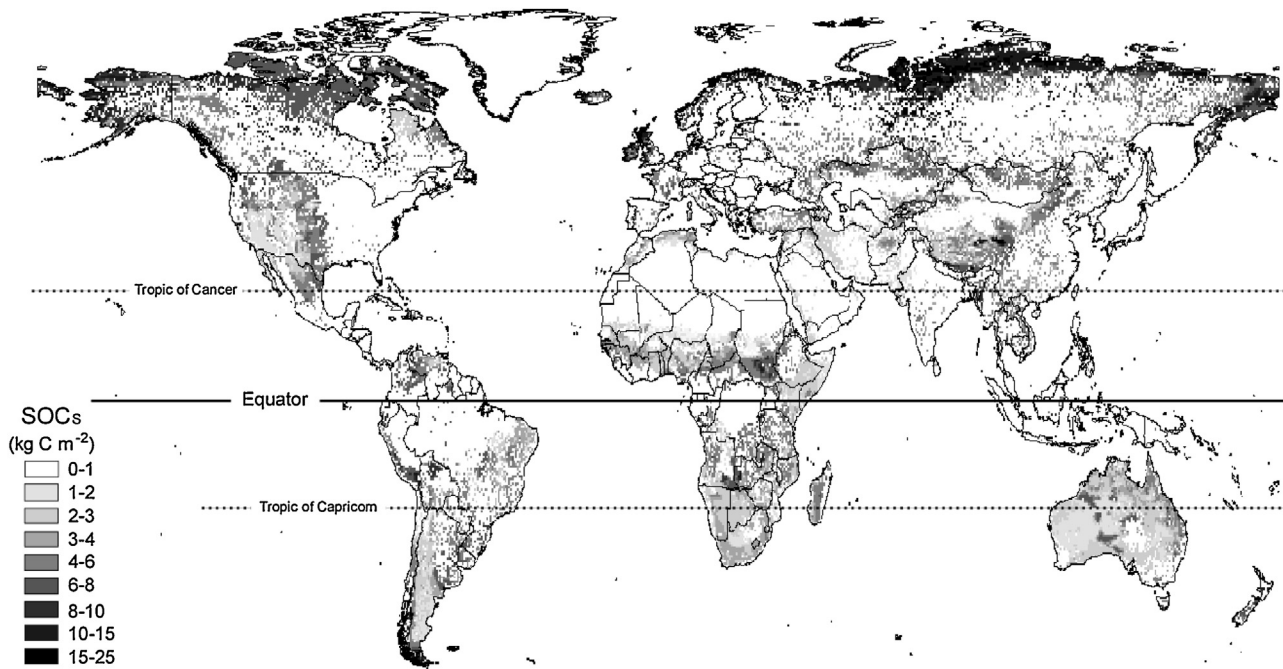 Tropic of Cancer
Equator
SOCs
(kg C m⁻²)
0-1
1-2
2-3
3-4
4-6
6-8
8-10
10-15
15-25
Tropic of Capricorn